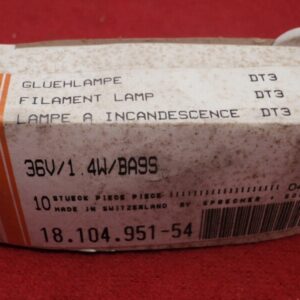 GLUEHLAMPE DT3
FILAMENT LAMP DT3
LAMPE A INCANDESCENCE DT3
36V/1.4W/BA9S
10 STUECK PIECE PIECE
MADE IN SWITZERLAND BY SPRECHER +
18.104.951-54